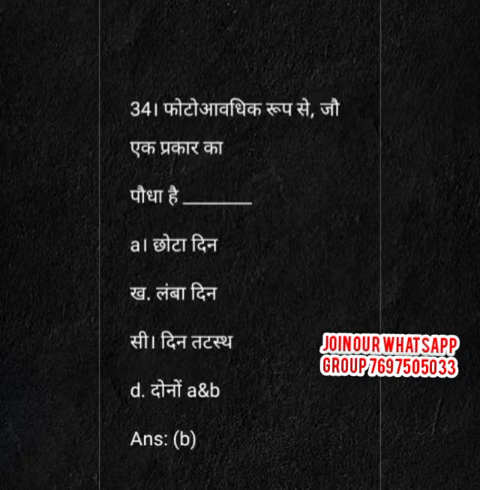 34। फोटोआवधिक रूप से, जौ
एक प्रकार का
पौधा है ________
a। छोटा दिन
ख. लंबा दिन
सी। दिन तटस्थ
d. दोनों a&b
Ans: (b)
JOIN OUR WHATSAPP
GROUP 7697505033